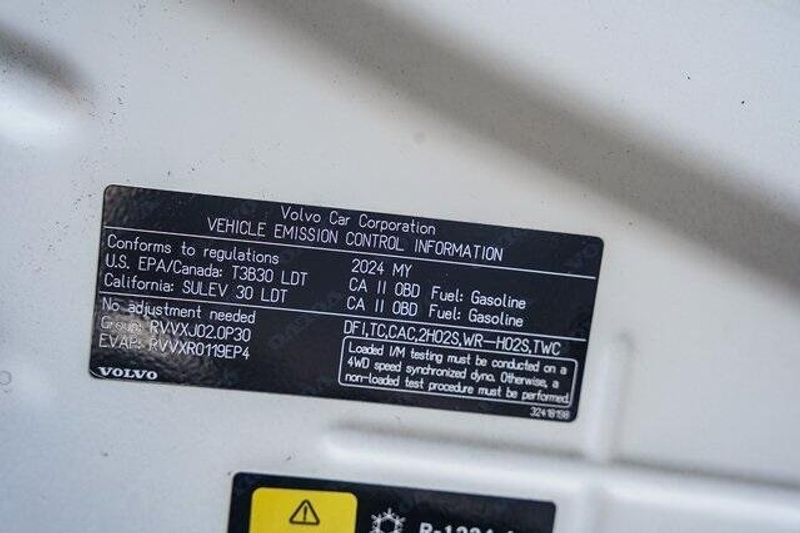 Volvo Car Corporation
VEHICLE EMISSION CONTROL INFORMATION
Conforms to regulations 2024 MY
U.S. EPA/Canada: T3B30 LDT CA II OBD Fuel: Gasoline
California: SULEV 30 LDT CA II OBD Fuel: Gasoline
No adjustment needed DFI,TC,CAC,2HO2S,WR-HO2S,TWC
Group: RVVXJ02.0P30
EVAP: RVVXR0119EP4
Loaded I/M testing must be conducted on a
4WD speed synchronized dyno. Otherwise, a
non-loaded test procedure must be performed
VOLVO
32418198